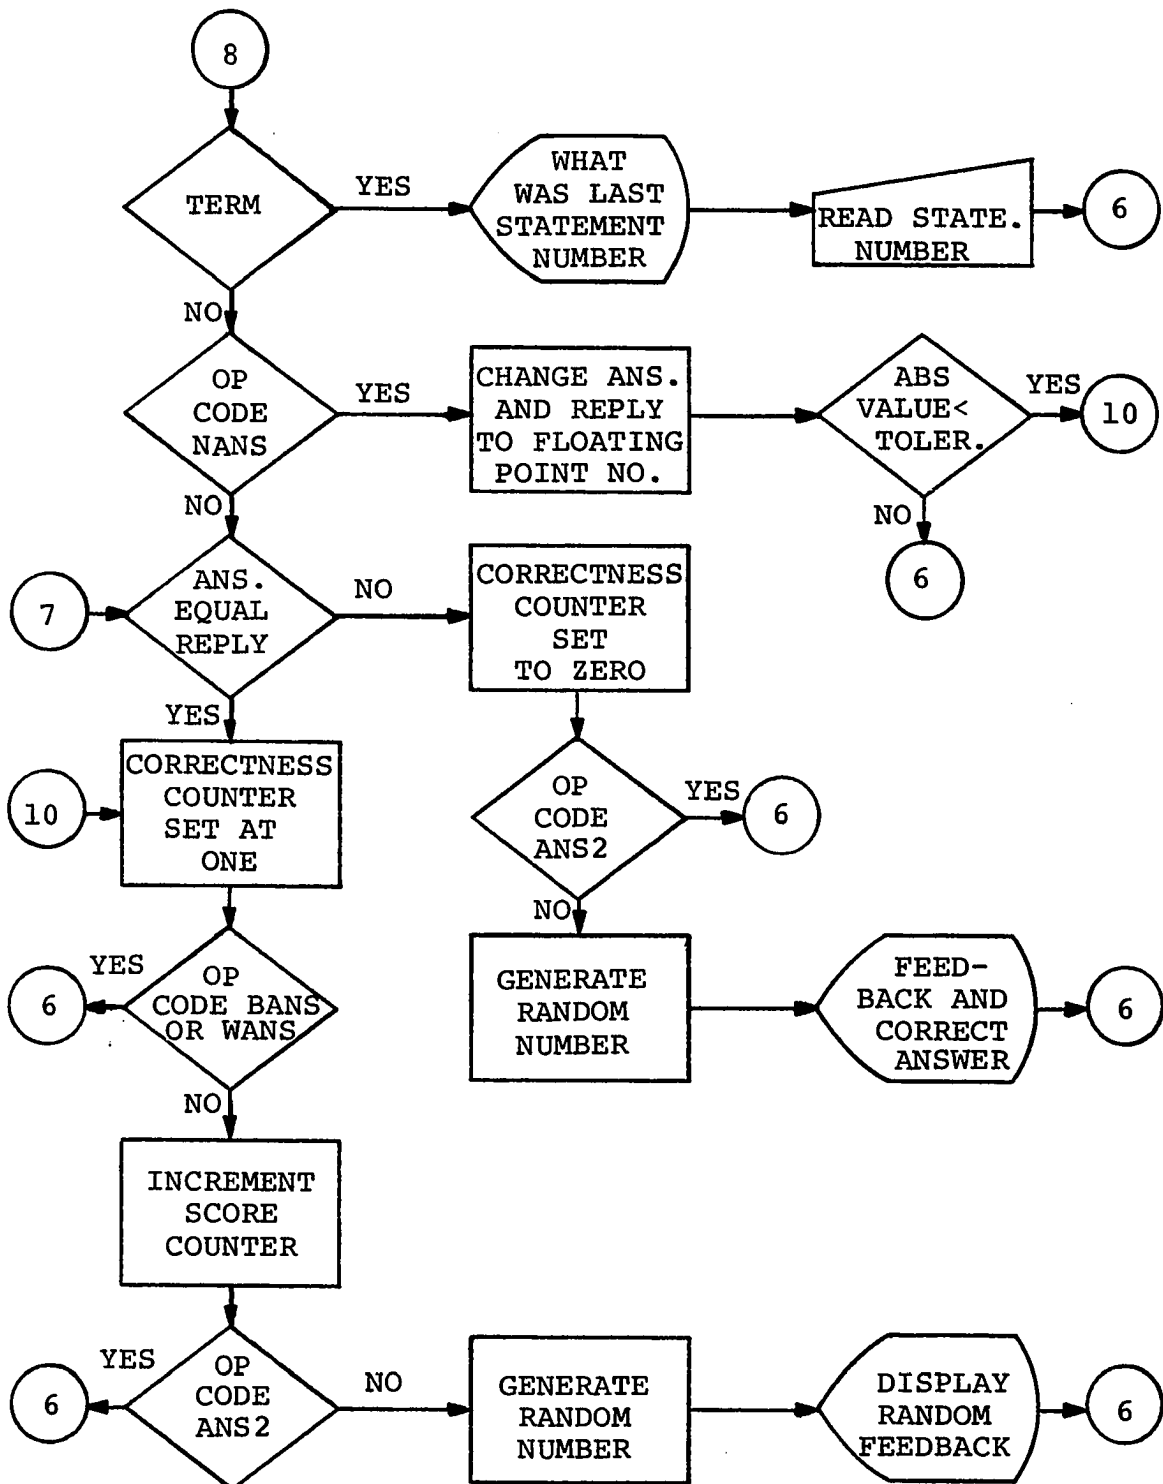 8
TERM
YES
WHAT
WAS LAST
STATEMENT
NUMBER
READ STATE.
NUMBER
6
NO
OP
CODE
NANS
YES
CHANGE ANS.
AND REPLY
TO FLOATING
POINT NO.
ABS
VALUE<
TOLER.
YES
10
NO
6
NO
7
ANS.
EQUAL
REPLY
NO
CORRECTNESS
COUNTER
SET
TO ZERO
YES
10
CORRECTNESS
COUNTER
SET AT
ONE
OP
CODE
ANS2
YES
6
NO
GENERATE
RANDOM
NUMBER
FEED-
BACK AND
CORRECT
ANSWER
6
YES
6
OP
CODE BANS
OR WANS
NO
INCREMENT
SCORE
COUNTER
YES
6
OP
CODE
ANS2
NO
GENERATE
RANDOM
NUMBER
DISPLAY
RANDOM
FEEDBACK
6